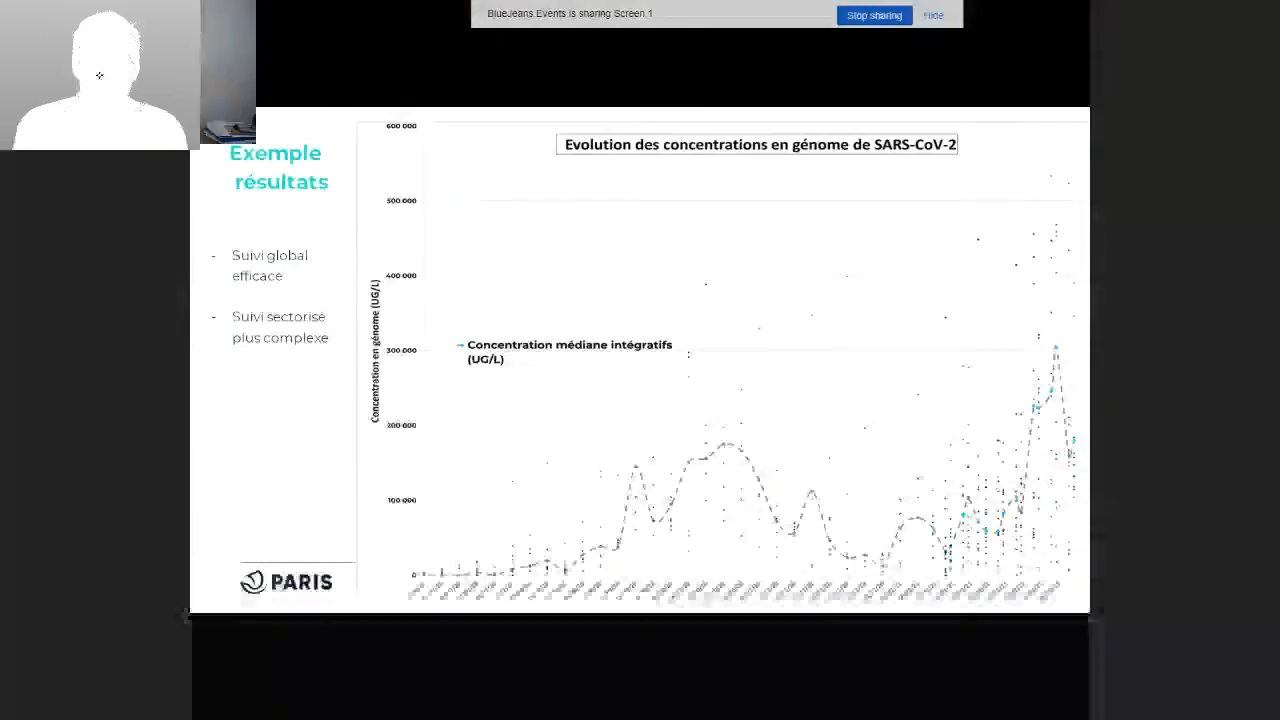 BlueJeans Events is sharing Screen 1
Stop sharing
Hide
Exemple
résultats
- Suivi global
efficace
- Suivi sectorisé
plus complexe
PARIS
Evolution des concentrations en génome de SARS-CoV-2
Concentration en génome (UG/L)
600 000
500 000
400 000
300 000
200 000
100 000
0
Concentration médiane intégratifs
(UG/L)